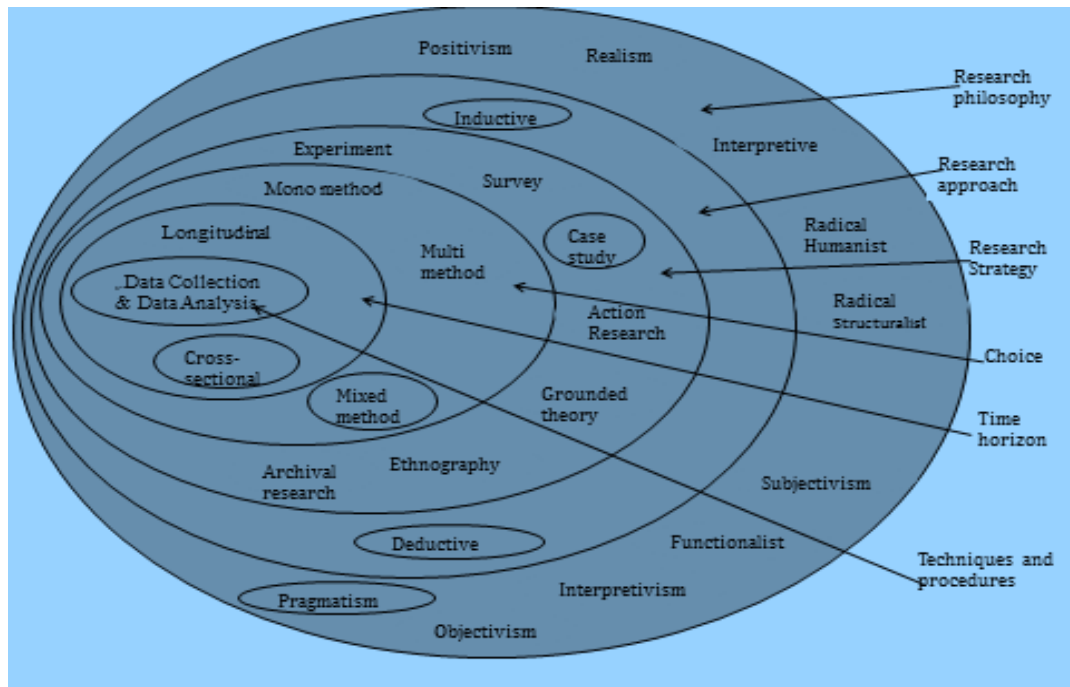 Positivism
Realism
Research
philosophy
Inductive
Interpretive
Experiment
Survey
Research
approach
Mono method
Longitudinal
Multi
method
Case
study
Radical
Humanist
Research
Strategy
Data Collection
& Data Analysis
Action
Research
Radical
Structuralist
Cross-
sectional
Choice
Mixed
method
Grounded
theory
Time
horizon
Archival
research
Ethnography
Subjectivism
Deductive
Functionalist
Techniques and
procedures
Pragmatism
Interpretivism
Objectivism